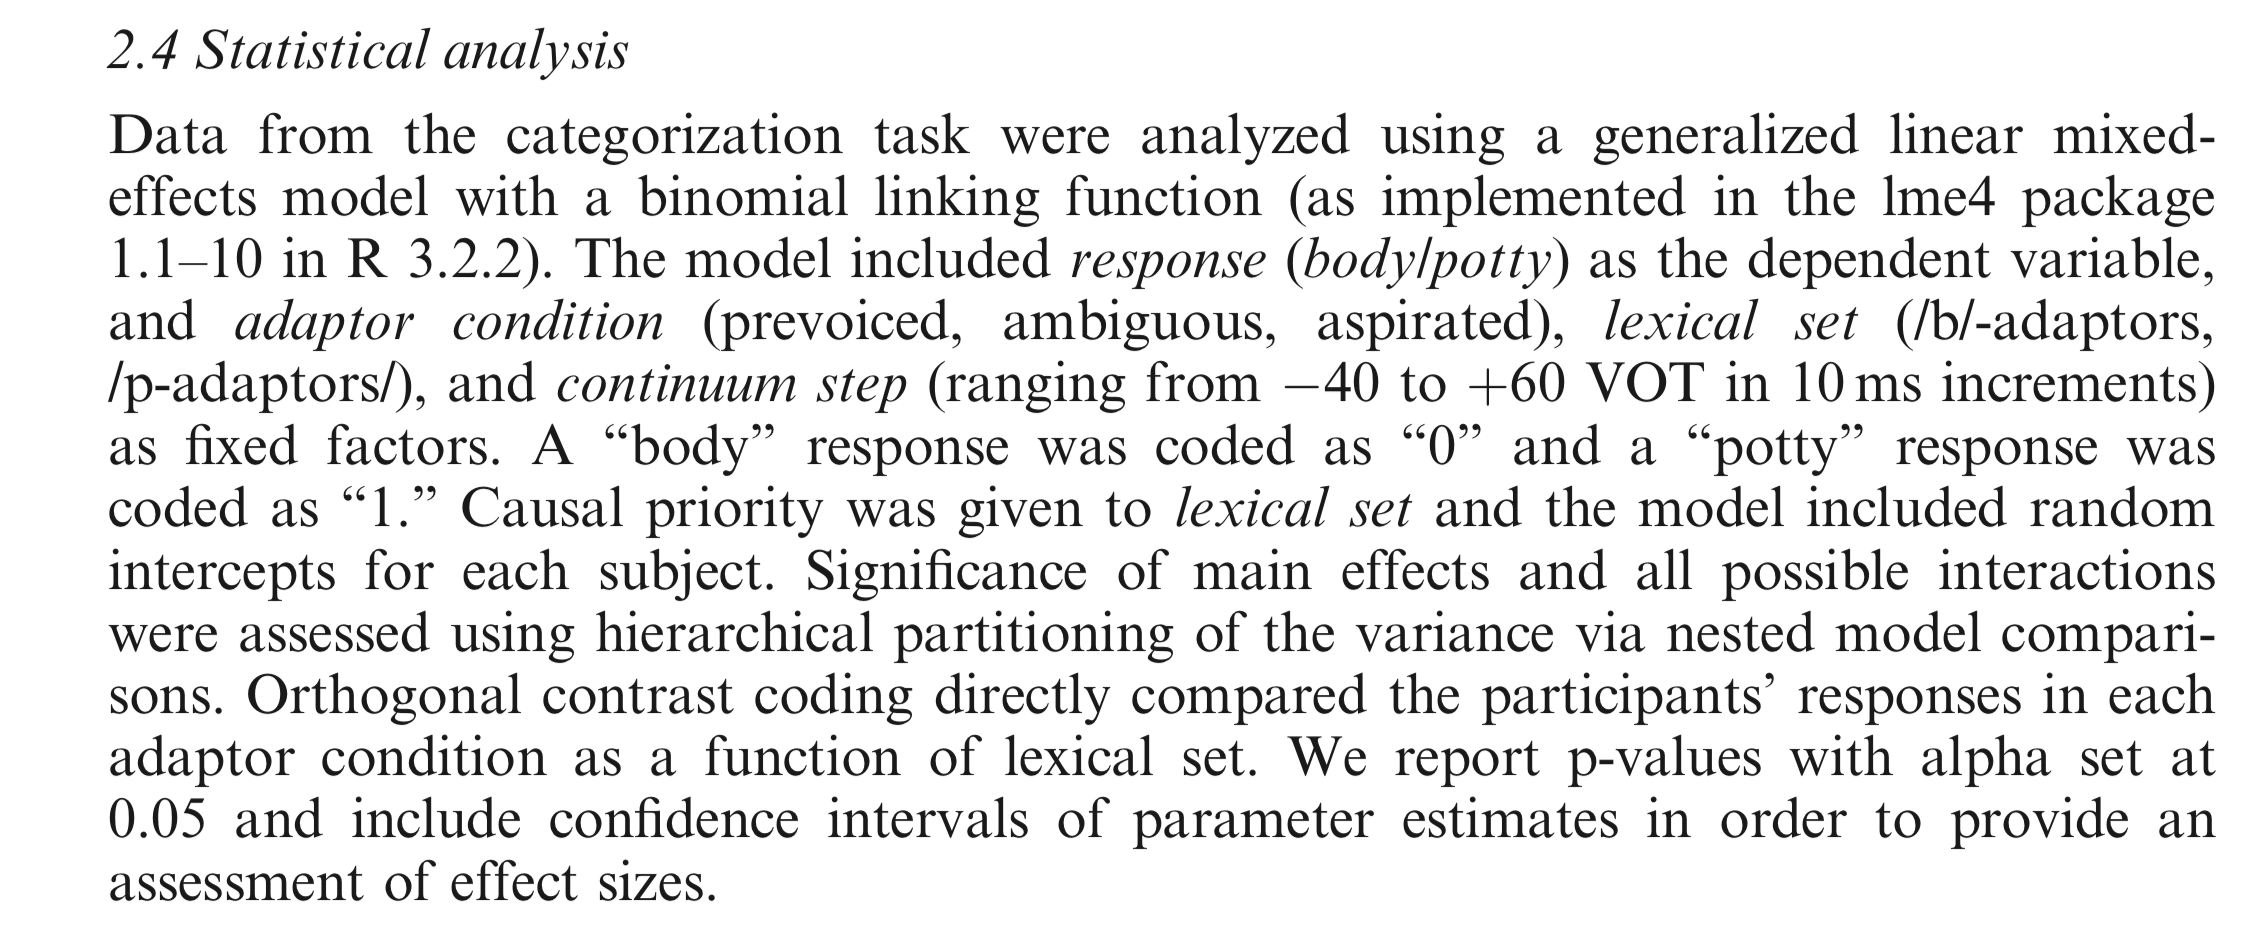 2.4 Statistical analysis
Data from the categorization task were analyzed using a generalized linear mixed-
effects model with a binomial linking function (as implemented in the lme4 package
1.1–10 in R 3.2.2). The model included response (body/potty) as the dependent variable,
and adaptor condition (prevoiced, ambiguous, aspirated), lexical set (/b/-adaptors,
/p-adaptors/), and continuum step (ranging from −40 to +60 VOT in 10 ms increments)
as fixed factors. A “body” response was coded as “0” and a “potty” response was
coded as “1.” Causal priority was given to lexical set and the model included random
intercepts for each subject. Significance of main effects and all possible interactions
were assessed using hierarchical partitioning of the variance via nested model compari-
sons. Orthogonal contrast coding directly compared the participants’ responses in each
adaptor condition as a function of lexical set. We report p-values with alpha set at
0.05 and include confidence intervals of parameter estimates in order to provide an
assessment of effect sizes.